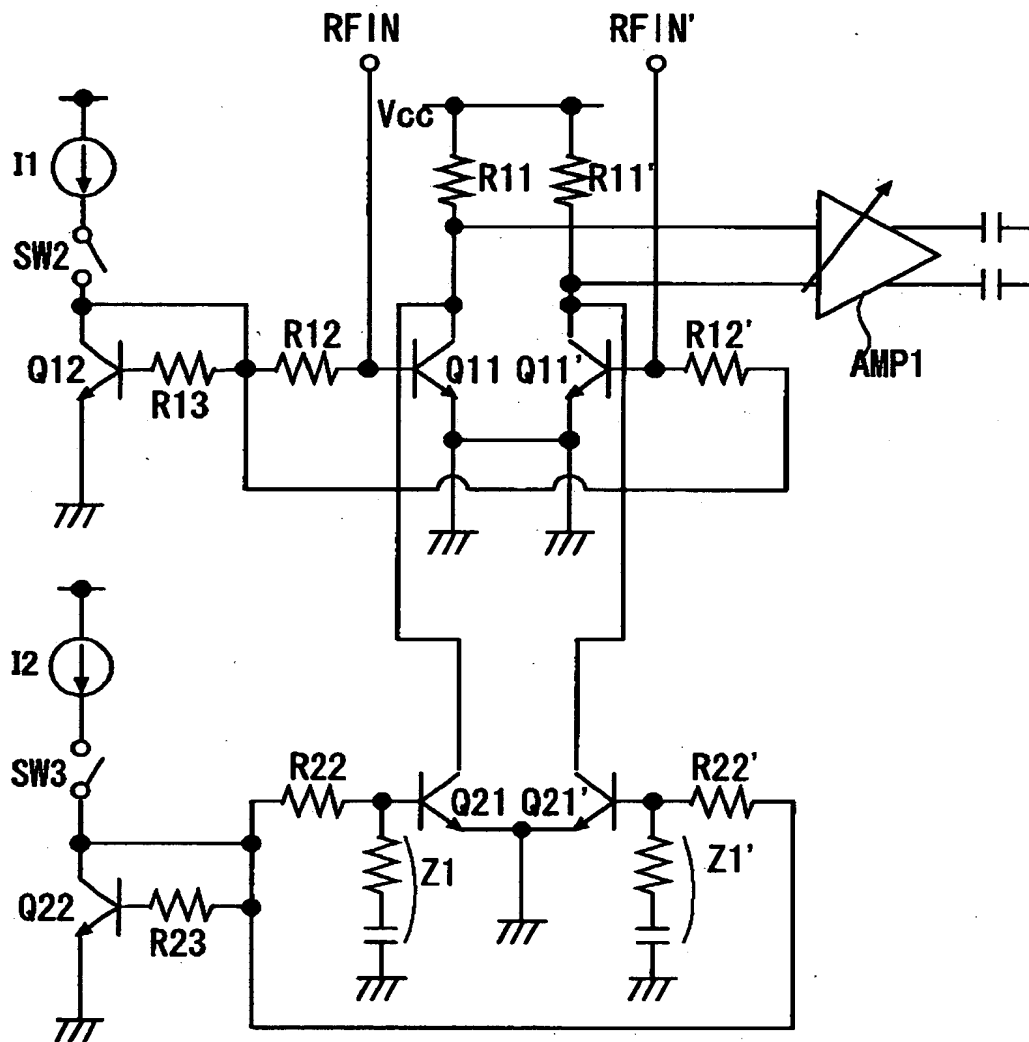 RFIN RFIN'
Vcc
I1 R11 R11'
SW2
R12 R12'
Q12 Q11 Q11' AMP1
R13
I2
SW3 R22 R22'
Q21 Q21'
Z1 Z1'
Q22
R23